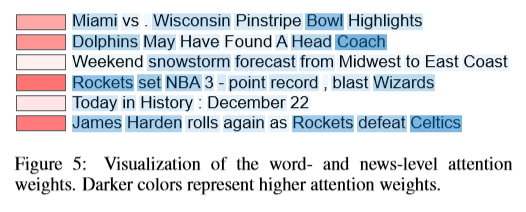 Miami vs . Wisconsin Pinstripe Bowl Highlights
Dolphins May Have Found A Head Coach
Weekend snowstorm forecast from Midwest to East Coast
Rockets set NBA 3 - point record , blast Wizards
Today in History : December 22
James Harden rolls again as Rockets defeat Celtics
Figure 5: Visualization of the word- and news-level attention
weights. Darker colors represent higher attention weights.